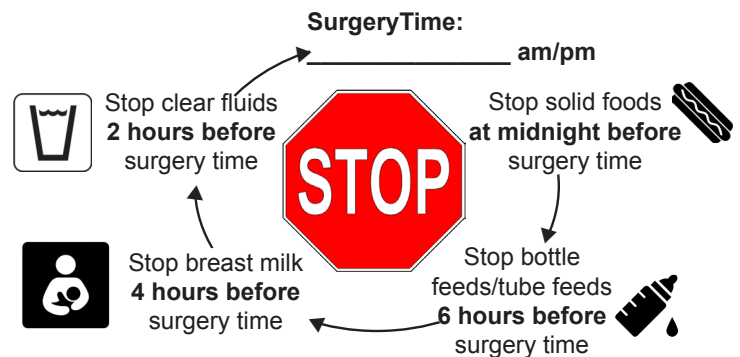 SurgeryTime:
_________________ am/pm
Stop clear fluids
2 hours before
surgery time
Stop solid foods
at midnight before
surgery time
STOP
Stop breast milk
4 hours before
surgery time
Stop bottle
feeds/tube feeds
6 hours before
surgery time